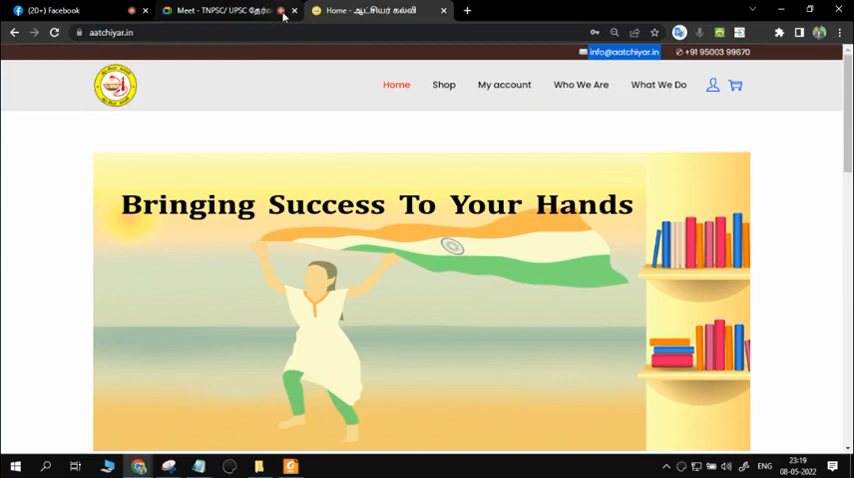 (20+) Facebook
Meet - TNPSC/ UPSC தேர்வ
Home - ஆட்சியர் கல்வி
aatchiyar.in
info@aatchiyar.in
+91 95003 99670
Home
Shop
My account
Who We Are
What We Do
Bringing Success To Your Hands
ENG
23:19
08-05-2022